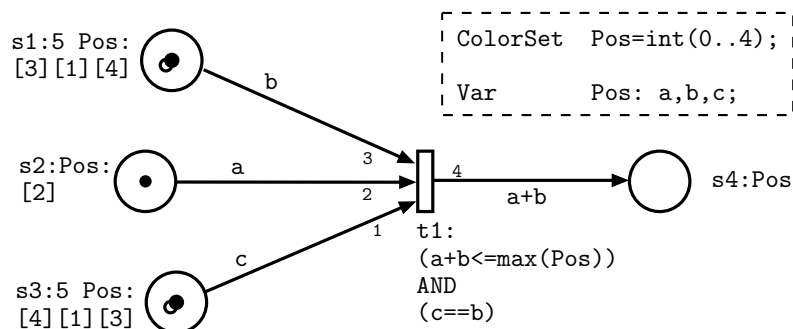 s1:5 Pos:
[3][1][4]
b
3
ColorSet Pos=int(0..4);
Var Pos: a,b,c;
s2:Pos:
[2]
a
2
4
a+b
s4:Pos
s3:5 Pos:
[4][1][3]
c
1
t1:
(a+b<=max(Pos))
AND
(c==b)